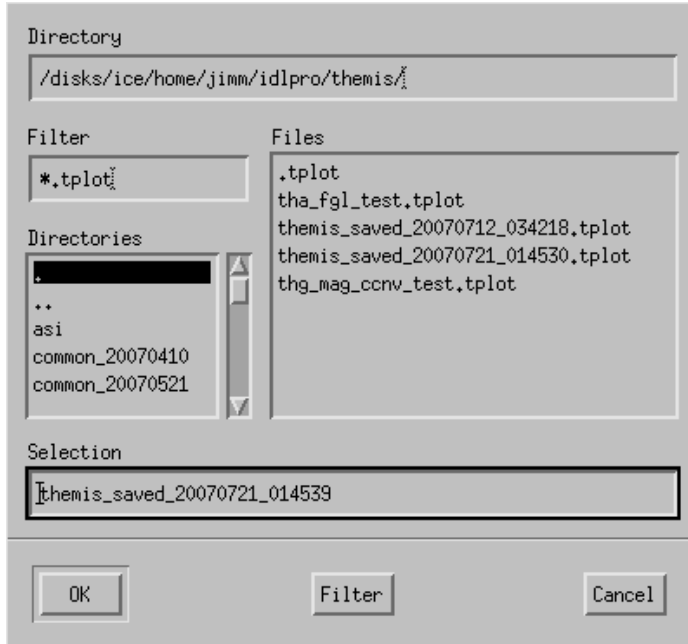 Directory
/disks/ice/home/jimm/idlpro/themis/
Filter
*.tplot
Files
.tplot
tha_fgl_test.tplot
themis_saved_20070712_034218.tplot
themis_saved_20070721_014530.tplot
thg_mag_ccnv_test.tplot
Directories
.
..
asi
common_20070410
common_20070521
Selection
themis_saved_20070721_014539
OK
Filter
Cancel